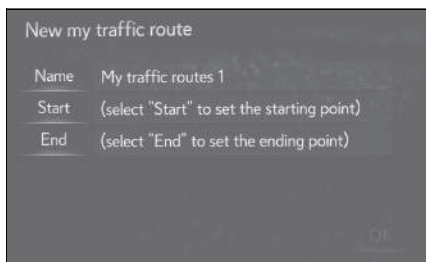 New my traffic route
Name My traffic routes 1
Start (select "Start" to set the starting point)
End (select "End" to set the ending point)
OK